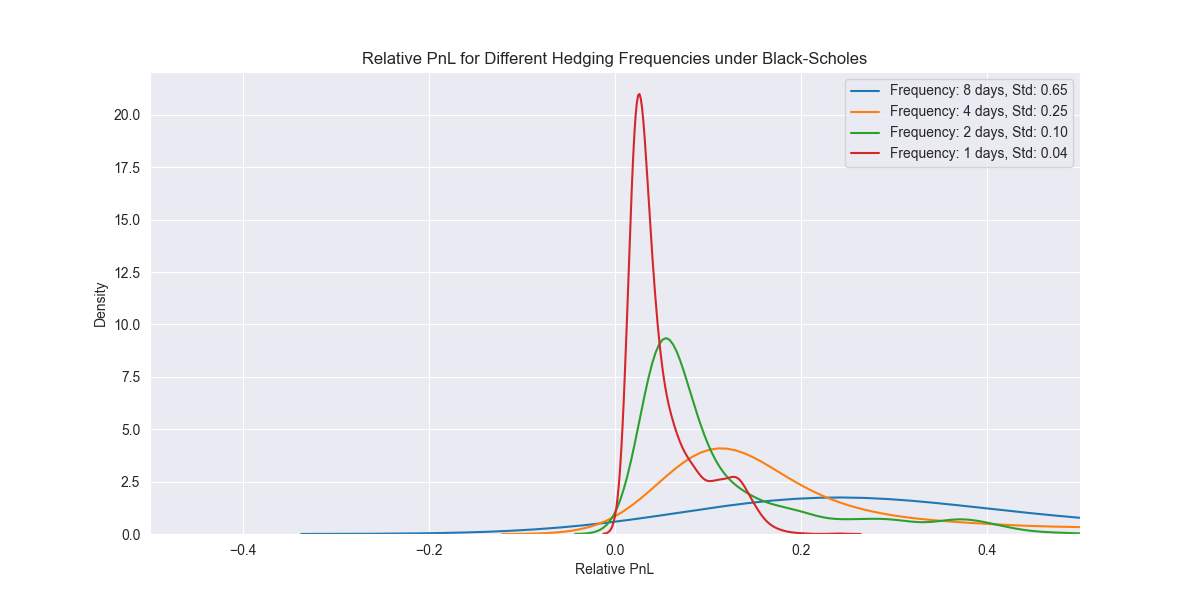 Relative PnL for Different Hedging Frequencies under Black-Scholes
Frequency: 8 days, Std: 0.65
Frequency: 4 days, Std: 0.25
Frequency: 2 days, Std: 0.10
Frequency: 1 days, Std: 0.04
Density
20.0
17.5
15.0
12.5
10.0
7.5
5.0
2.5
0.0
−0.4
−0.2
0.0
0.2
0.4
Relative PnL